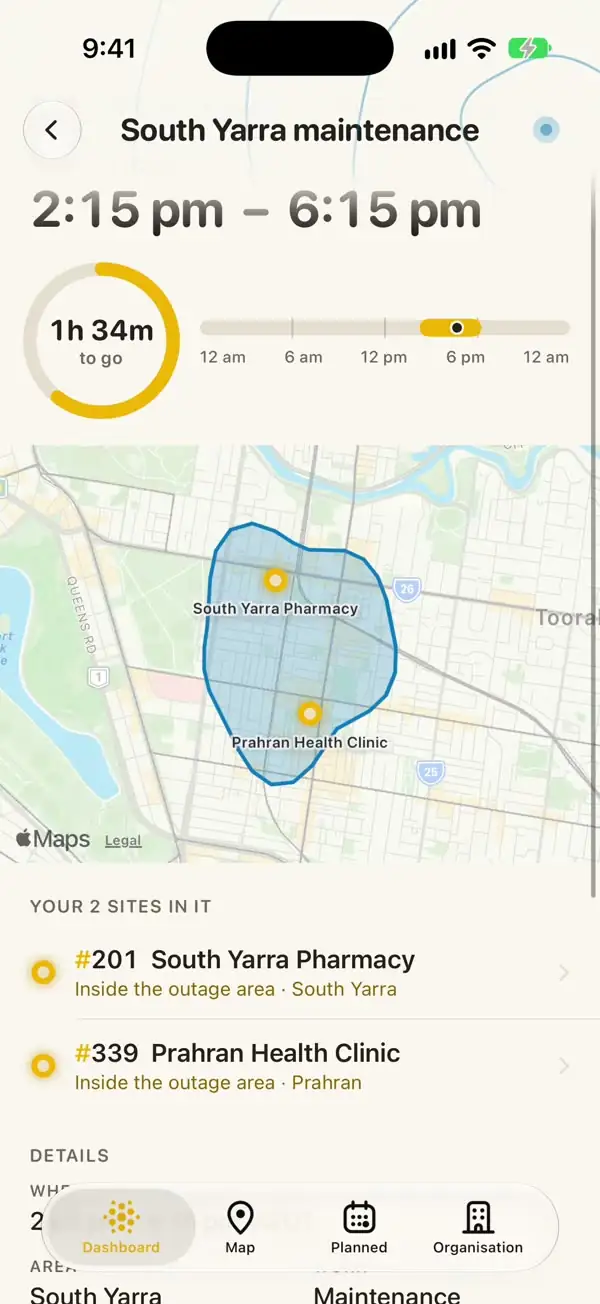 9:41
South Yarra maintenance
2:15 pm – 6:15 pm
1h 34m
to go
12 am 6 am 12 pm 6 pm 12 am
26
South Yarra Pharmacy
QUEENS RD
Toora
1
Prahran Health Clinic
25
Maps Legal
YOUR 2 SITES IN IT
#201 South Yarra Pharmacy
Inside the outage area · South Yarra
#339 Prahran Health Clinic
Inside the outage area · Prahran
DETAILS
Dashboard Map Planned Organisation
AREA
South Yarra Maintenance